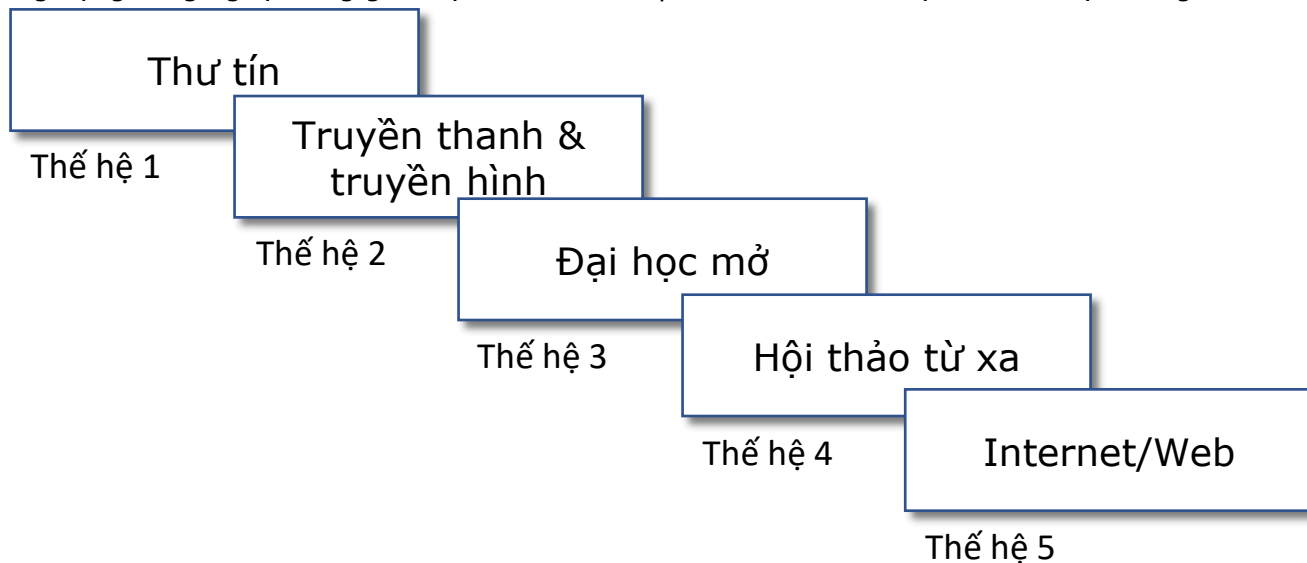 Thư tín
Thế hệ 1
Truyền thanh &
truyền hình
Thế hệ 2
Đại học mở
Thế hệ 3
Hội thảo từ xa
Thế hệ 4
Internet/Web
Thế hệ 5